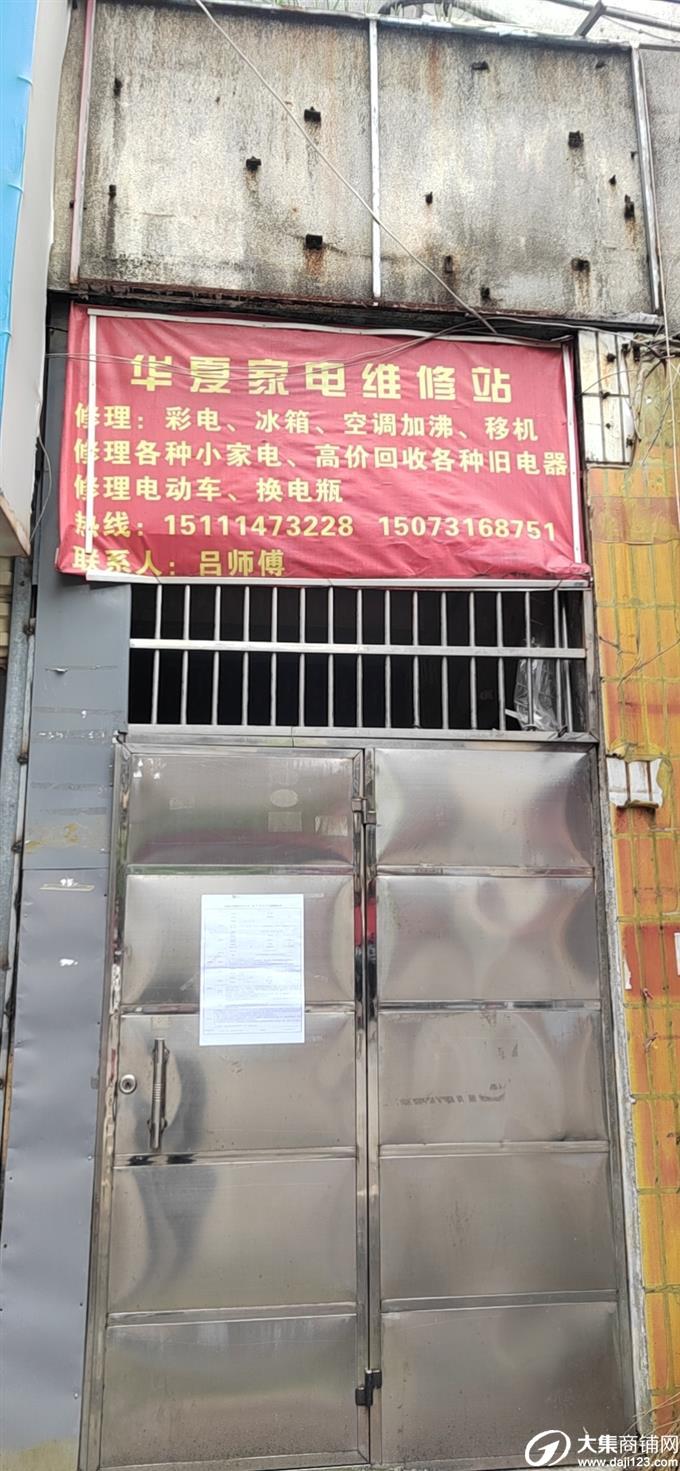 华夏家电维修站
修理：彩电、冰箱、空调加沸、移机
修理各种小家电、高价回收各种旧电器
修理电动车、换电瓶
热线：15111473228 15073168751
联系人：吕师傅
大集商铺网
www.daji123.com